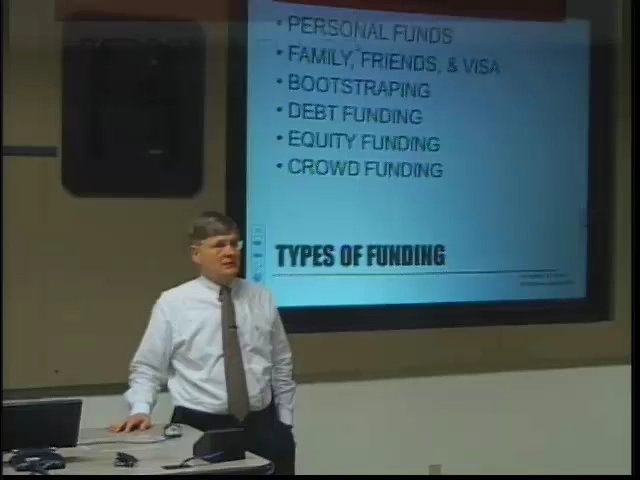 • PERSONAL FUNDS
• FAMILY, FRIENDS, & VISA
• BOOTSTRAPING
• DEBT FUNDING
• EQUITY FUNDING
• CROWD FUNDING
TYPES OF FUNDING